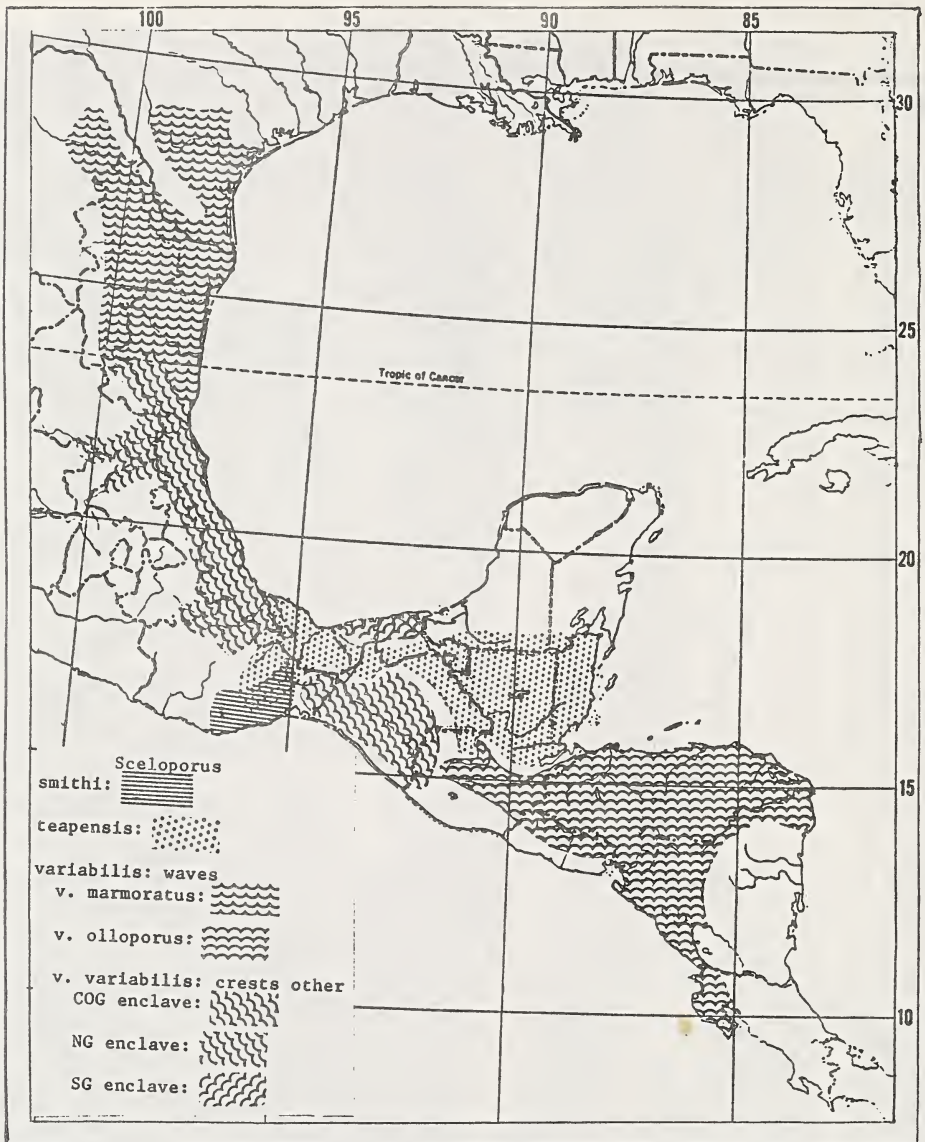 100 95 90 85
30
25
Tropic of Cancer
20
15
10
Sceloporus
smithi:
teapensis:
variabilis: waves
v. marmoratus:
v. olloporus:
v. variabilis: crests other
COG enclave:
NG enclave:
SG enclave: